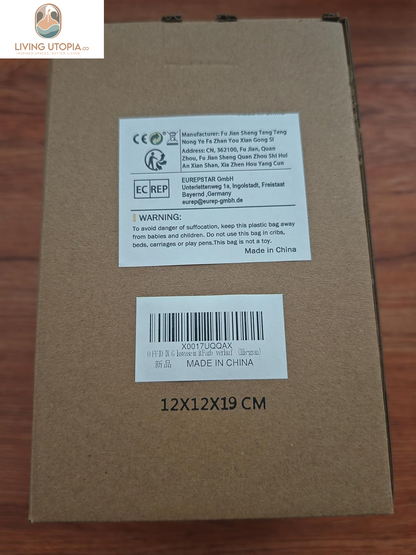 LIVING UTOPIA.CO
Manufacturer: Fu Jian Sheng Teng Teng
Nong Ye Fa Zhan You Xian Gong Si
Address: CN, 362100, Fu Jian, Quan
Zhou, Fu Jian Sheng Quan Zhou Shi Hui
An Xian Shan, Xia Zhen Hou Yang Cun
EC REP
EUREPSTAR GmbH
Unterlettenweg 1a, Ingolstadt, Freistaat
Bayernd ,Germany
eurep@eurep-gmbh.de
! WARNING:
To avoid danger of suffocation, keep this plastic bag away
from babies and children. Do not use this bag in cribs,
beds, carriages or play pens.This bag is not a toy.
Made in China
X0017UQQAX
新品 MADE IN CHINA
12X12X19 CM